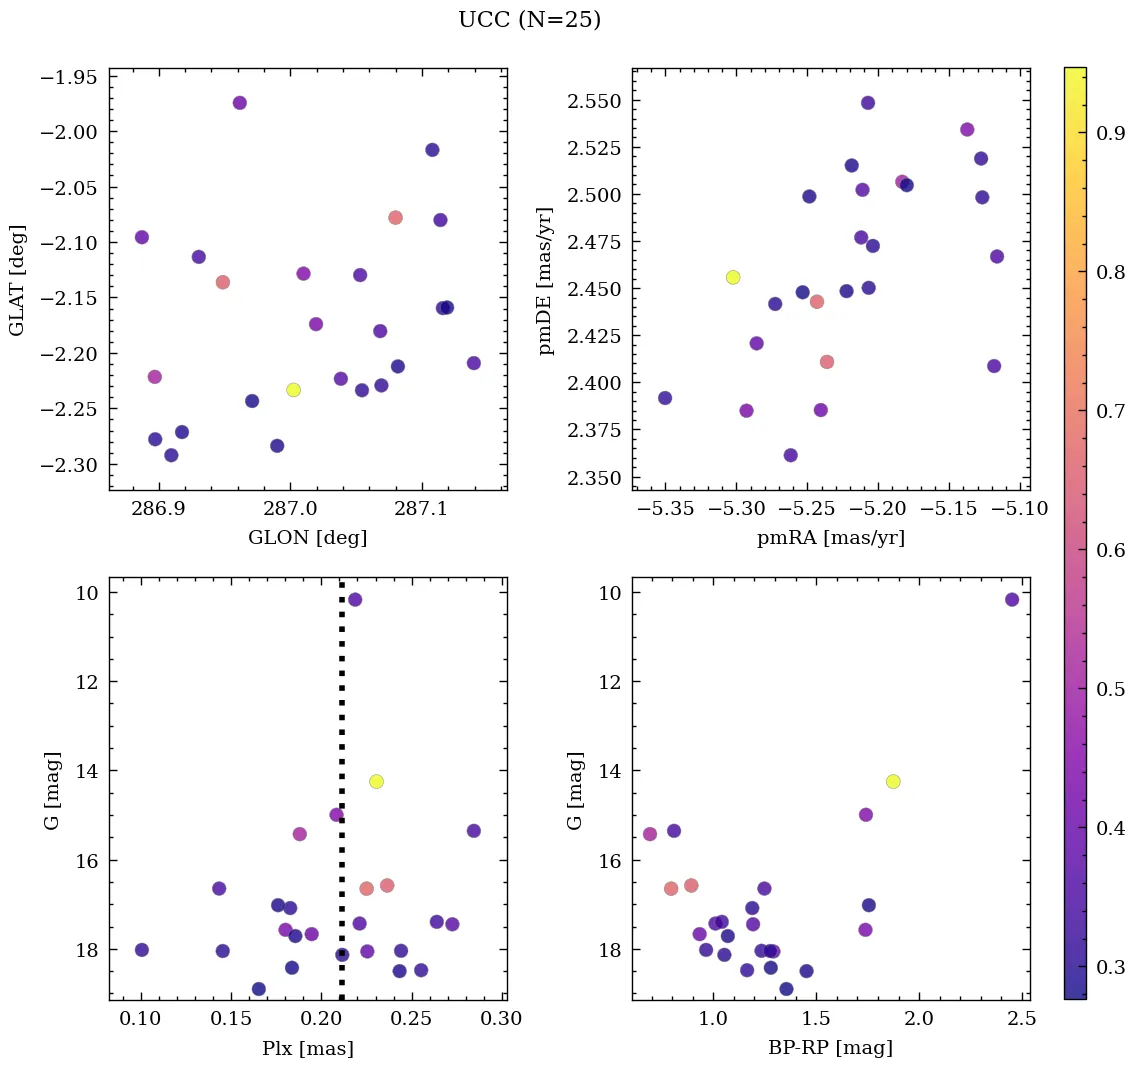 UCC (N=25)
−1.95
−2.00
−2.05
−2.10
−2.15
−2.20
−2.25
−2.30
GLAT [deg]
286.9 287.0 287.1
GLON [deg]
2.550
2.525
2.500
2.475
2.450
2.425
2.400
2.375
2.350
pmDE [mas/yr]
−5.35 −5.30 −5.25 −5.20 −5.15 −5.10
pmRA [mas/yr]
10
12
14
16
18
G [mag]
0.10 0.15 0.20 0.25 0.30
Plx [mas]
10
12
14
16
18
G [mag]
1.0 1.5 2.0 2.5
BP-RP [mag]
0.9
0.8
0.7
0.6
0.5
0.4
0.3